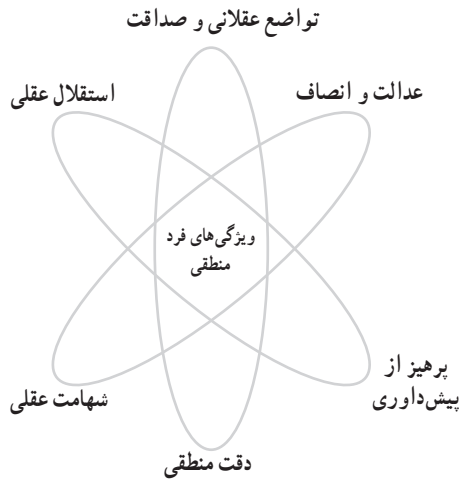 تواضع عقلانی و صداقت
عدالت و انصاف
استقلال عقلی
ویژگی‌های فرد
منطقی
پرهیز از
پیش‌داوری
شهامت عقلی
دقت منطقی